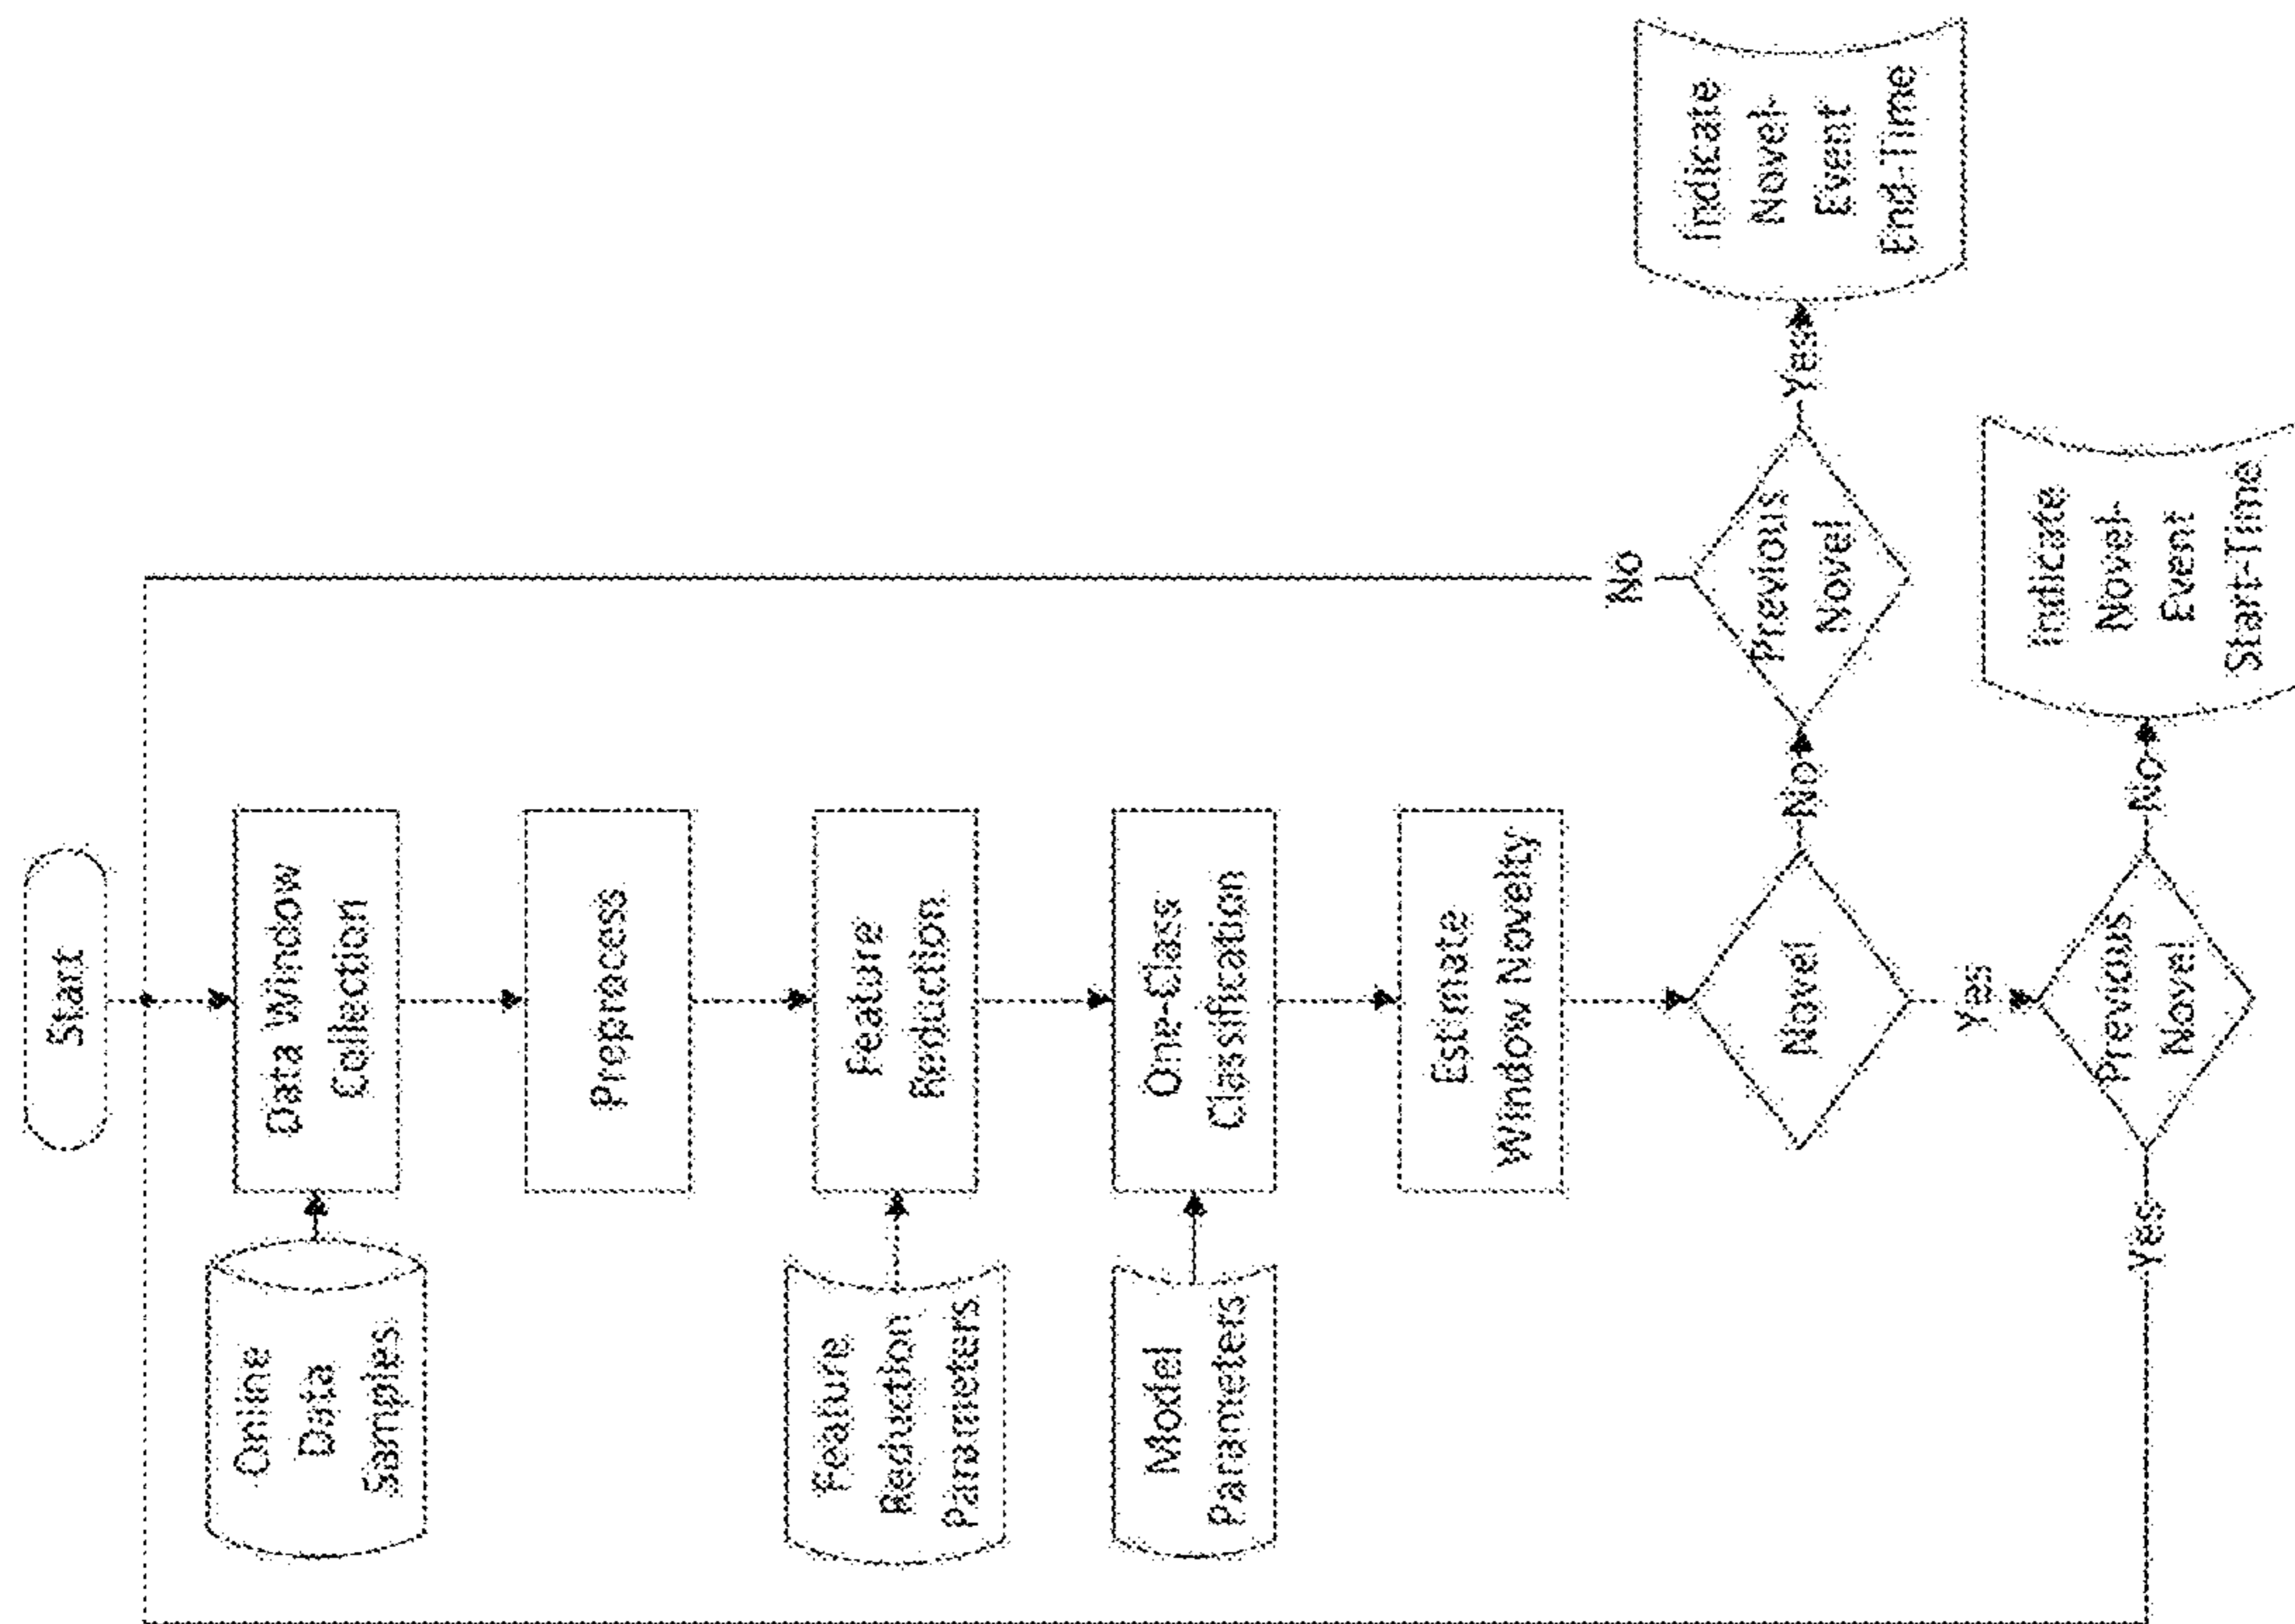 Start
Online
Data
Samples
Data Window
Collection
Preprocess
Feature
Reduction
Parameters
Feature
Reduction
Model
Parameters
One-Class
Classification
Estimate
Window Novelty
Novel
No
Previous
Novel
No
Yes
Indicate
Novel-
Event
End-Time
Yes
Previous
Novel
Yes
No
Indicate
Novel-
Event
Start-Time